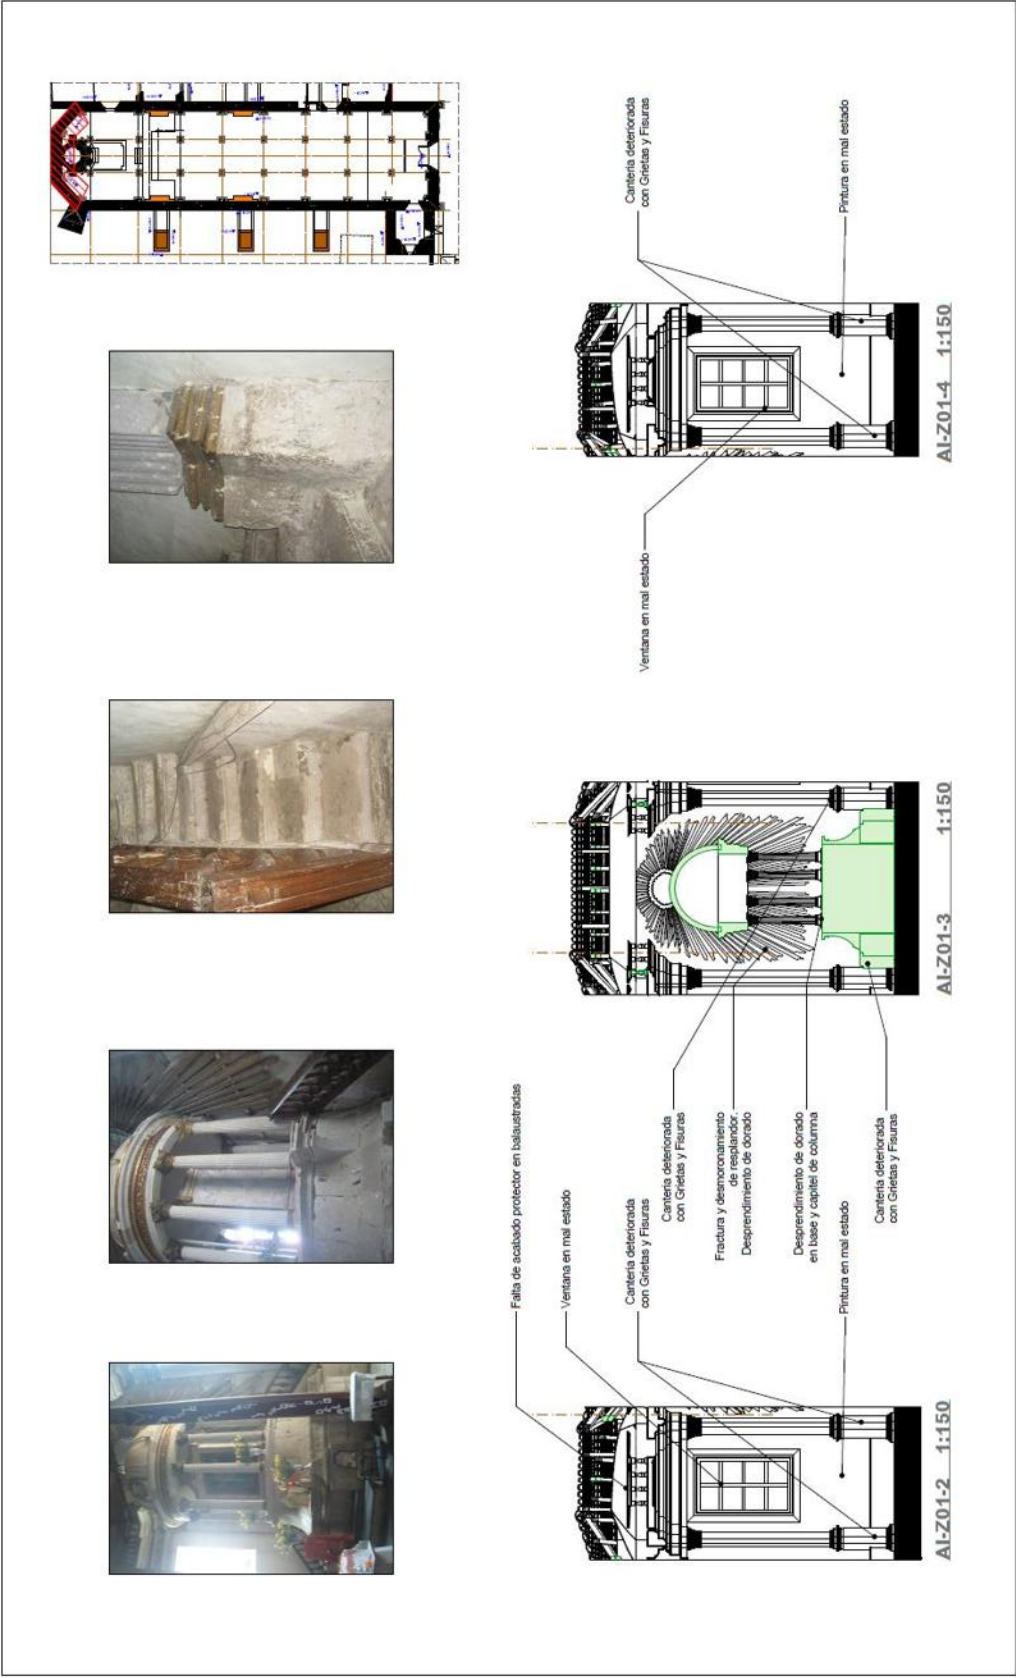 Falta de acabado protector en balaustradas
Ventana en mal estado
Cantería deteriorada
con Grietas y Fisuras
Pintura en mal estado
AI-Z01-2 1:150
Cantería deteriorada
con Grietas y Fisuras
Fractura y desmoronamiento
de resplandor.
Desprendimiento de dorado
Desprendimiento de dorado
en base y capitel de columna
Cantería deteriorada
con Grietas y Fisuras
AI-Z01-3 1:150
Ventana en mal estado
Cantería deteriorada
con Grietas y Fisuras
Pintura en mal estado
AI-Z01-4 1:150